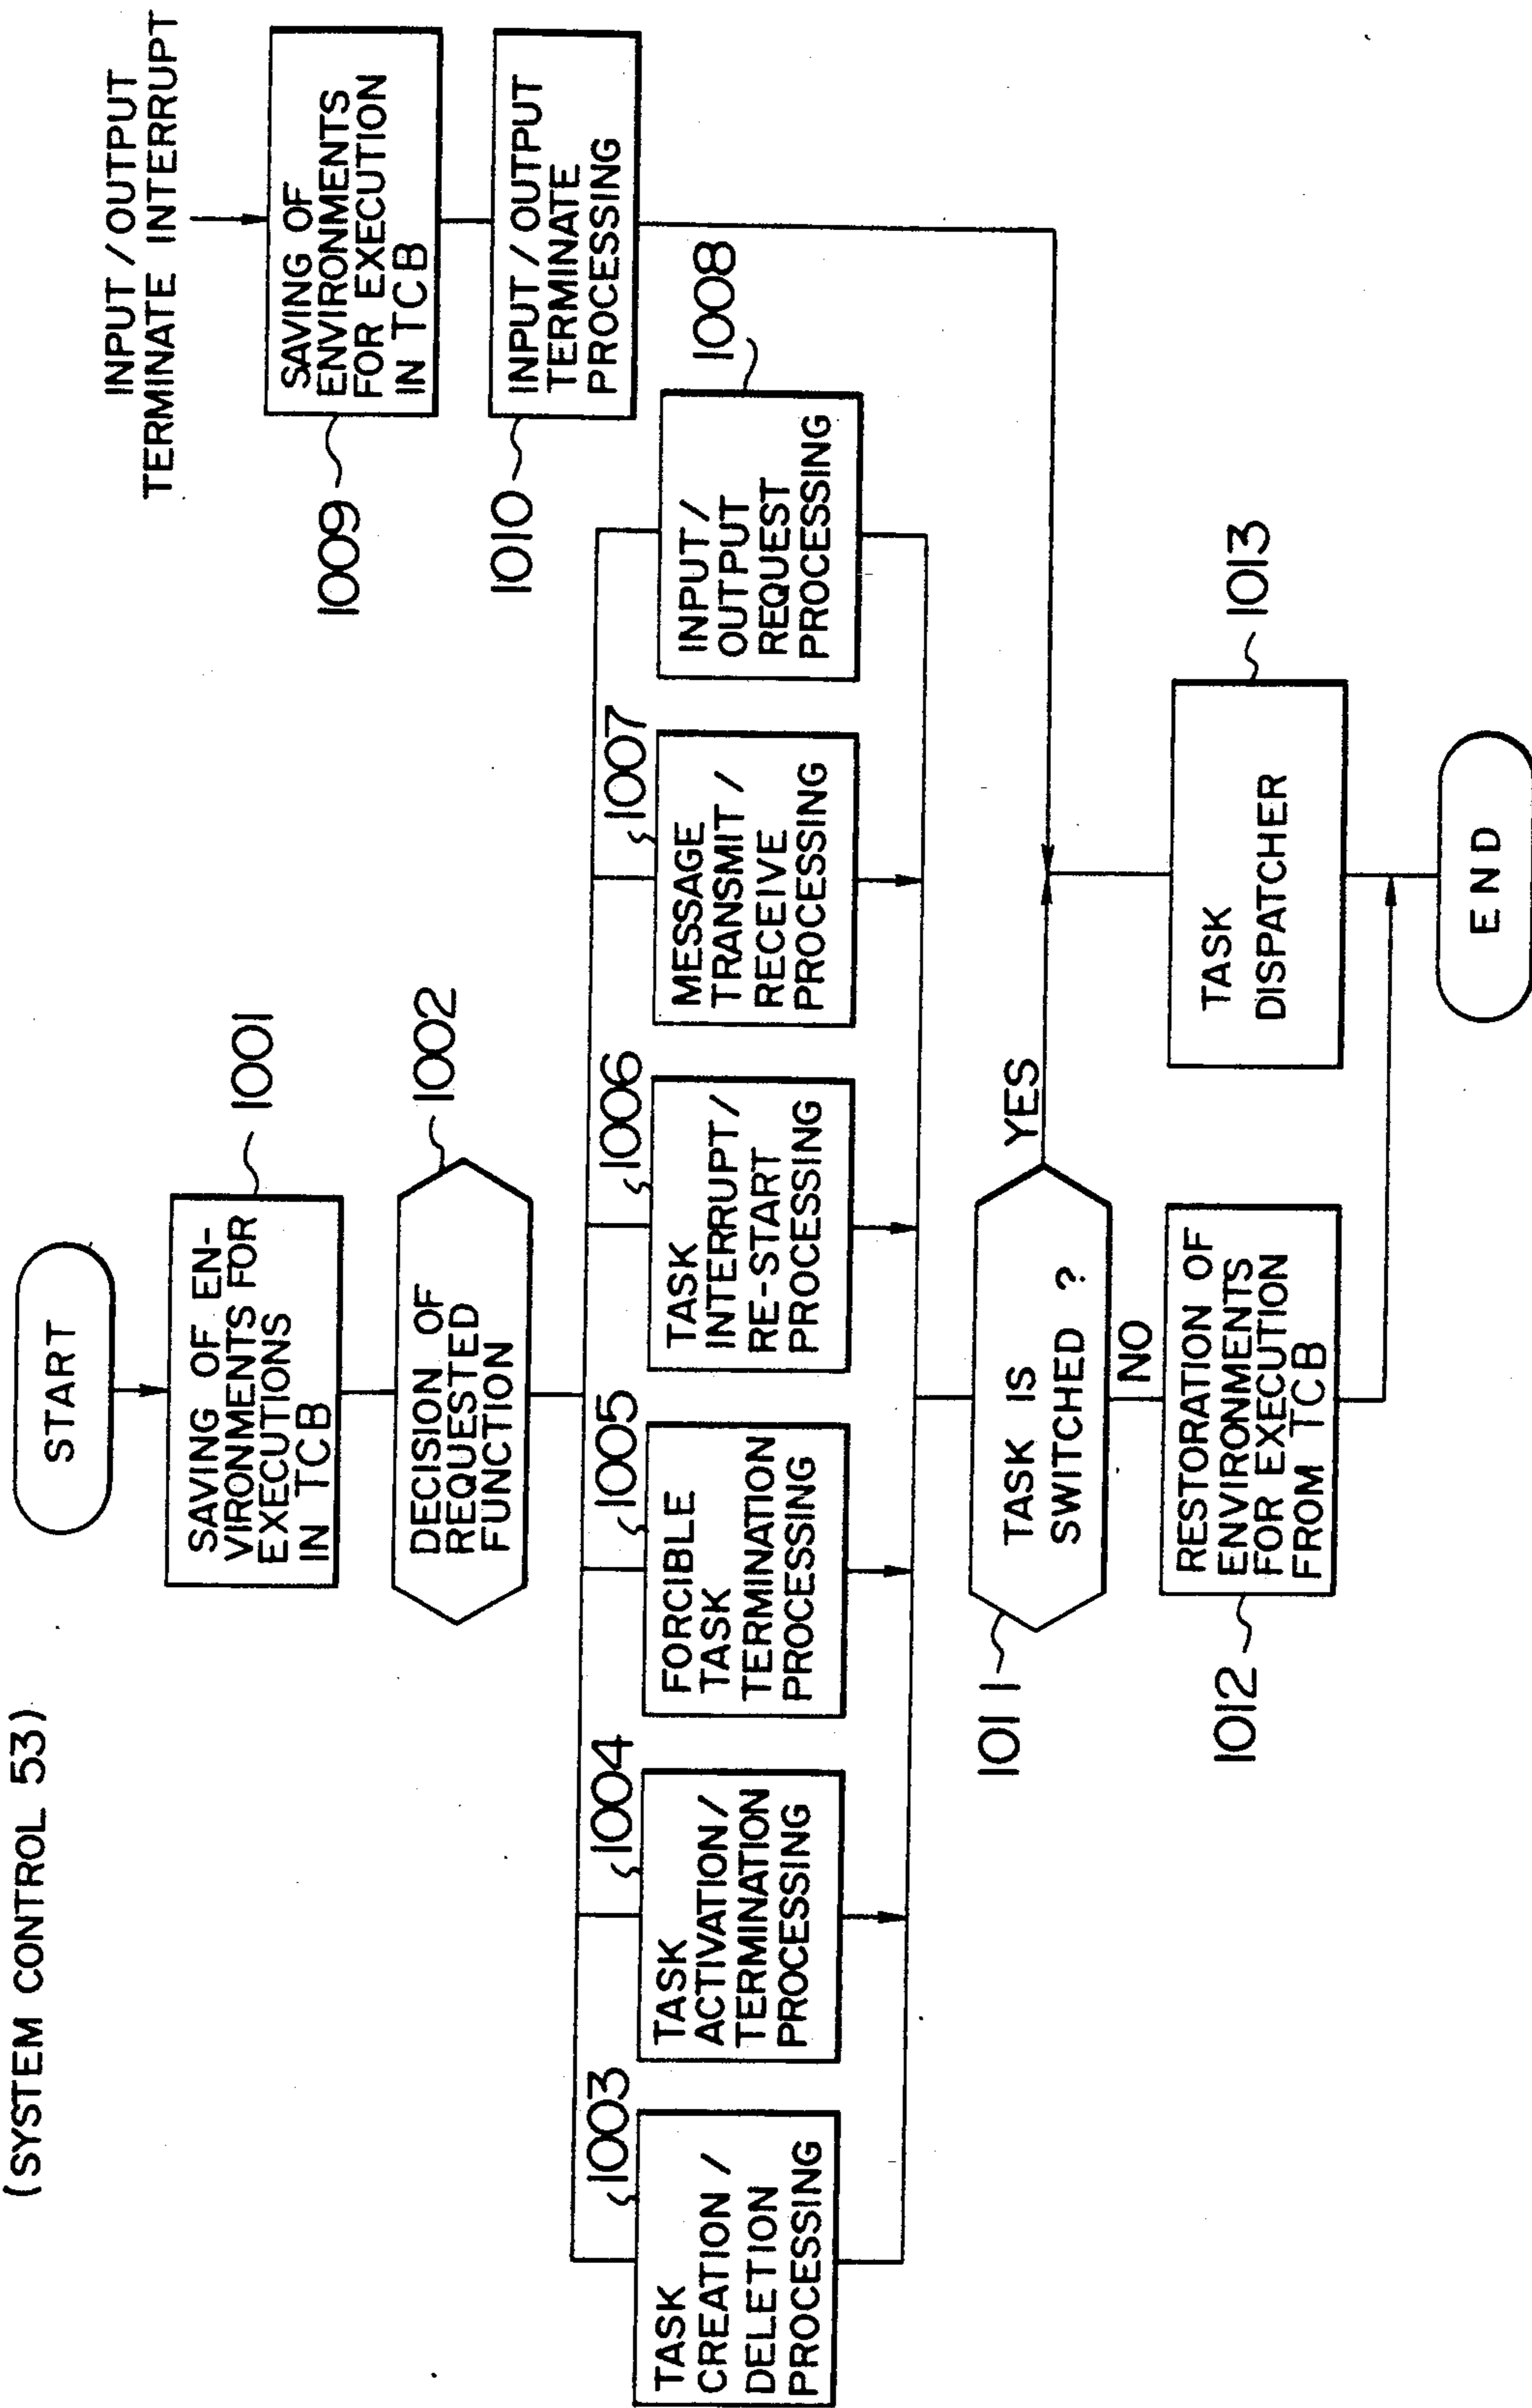 (SYSTEM CONTROL 53)
START
SAVING OF EN-
VIRONMENTS FOR
EXECUTIONS
IN TCB
1001
DECISION OF
REQUESTED
FUNCTION
1002
INPUT/OUTPUT
TERMINATE INTERRUPT
SAVING OF
ENVIRONMENTS
FOR EXECUTION
IN TCB
1009
INPUT/OUTPUT
TERMINATE
PROCESSING
1010
1003
TASK
CREATION /
DELETION
PROCESSING
1004
TASK
ACTIVATION/
TERMINATION
PROCESSING
1005
FORCIBLE
TASK
TERMINATION
PROCESSING
1006
TASK
INTERRUPT/
RE-START
PROCESSING
1007
MESSAGE
TRANSMIT /
RECEIVE
PROCESSING
1008
INPUT/
OUTPUT
REQUEST
PROCESSING
1011
TASK IS
SWITCHED ?
YES
NO
1012
RESTORATION OF
ENVIRONMENTS
FOR EXECUTION
FROM TCB
1013
TASK
DISPATCHER
END